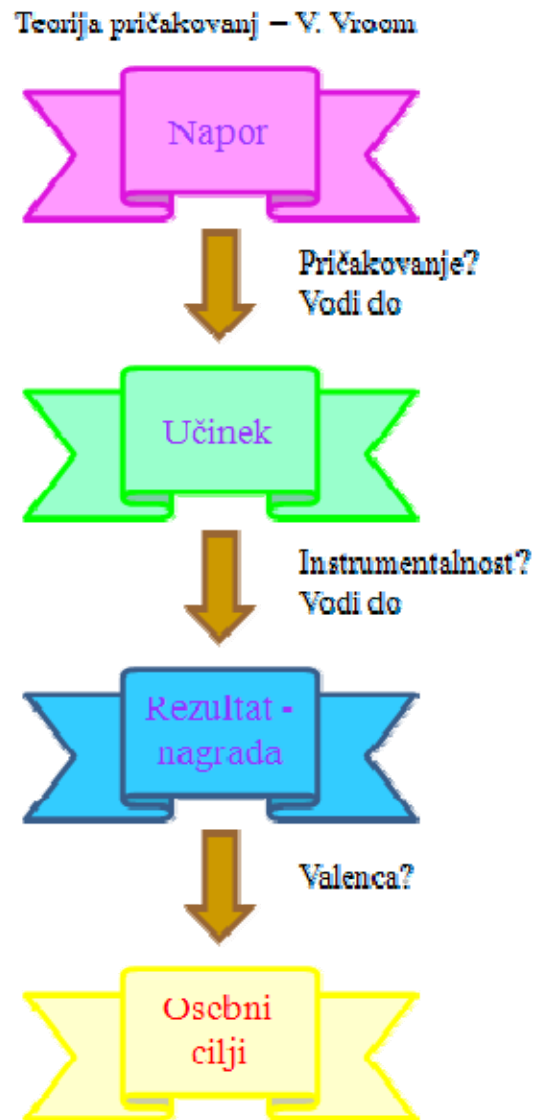 Teorija pričakovanj – V. Vroom
Napor
Pričakovanje?
Vodi do
Učinek
Instrumentalnost?
Vodi do
Rezultat -
nagrada
Valenca?
Osebni
cilji